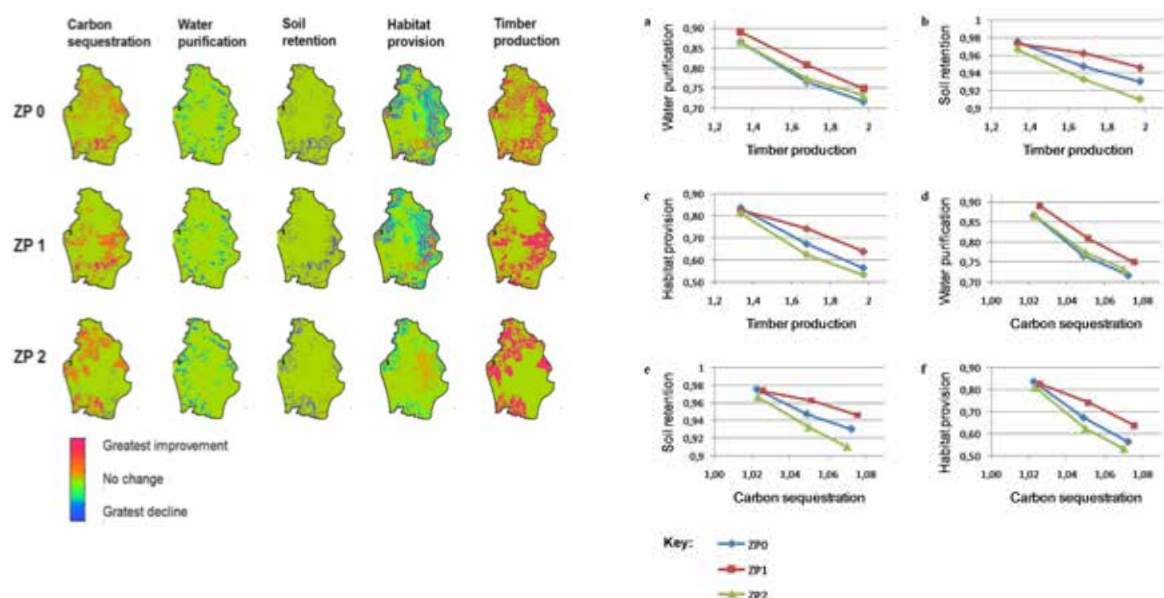 Carbon sequestration
Water purification
Soil retention
Habitat provision
Timber production
ZP 0
ZP 1
ZP 2
Greatest improvement
No change
Gratest decline
a
Water purification
0,90
0,85
0,80
0,75
0,70
1,2 1,4 1,6 1,8 2
Timber production
b
Soil retention
1
0,98
0,96
0,94
0,92
0,9
1,2 1,4 1,6 1,8 2
Timber production
c
Habitat provision
0,90
0,80
0,70
0,60
0,50
1,2 1,4 1,6 1,8 2
Timber production
d
Water purification
0,90
0,85
0,80
0,75
0,70
1,00 1,02 1,04 1,06 1,08
Carbon sequestration
e
Soil retention
1
0,98
0,96
0,94
0,92
0,9
1,00 1,02 1,04 1,06 1,08
Carbon sequestration
f
Habitat provision
0,90
0,80
0,70
0,60
0,50
1,00 1,02 1,04 1,06 1,08
Carbon sequestration
Key:
ZP0
ZP1
ZP2